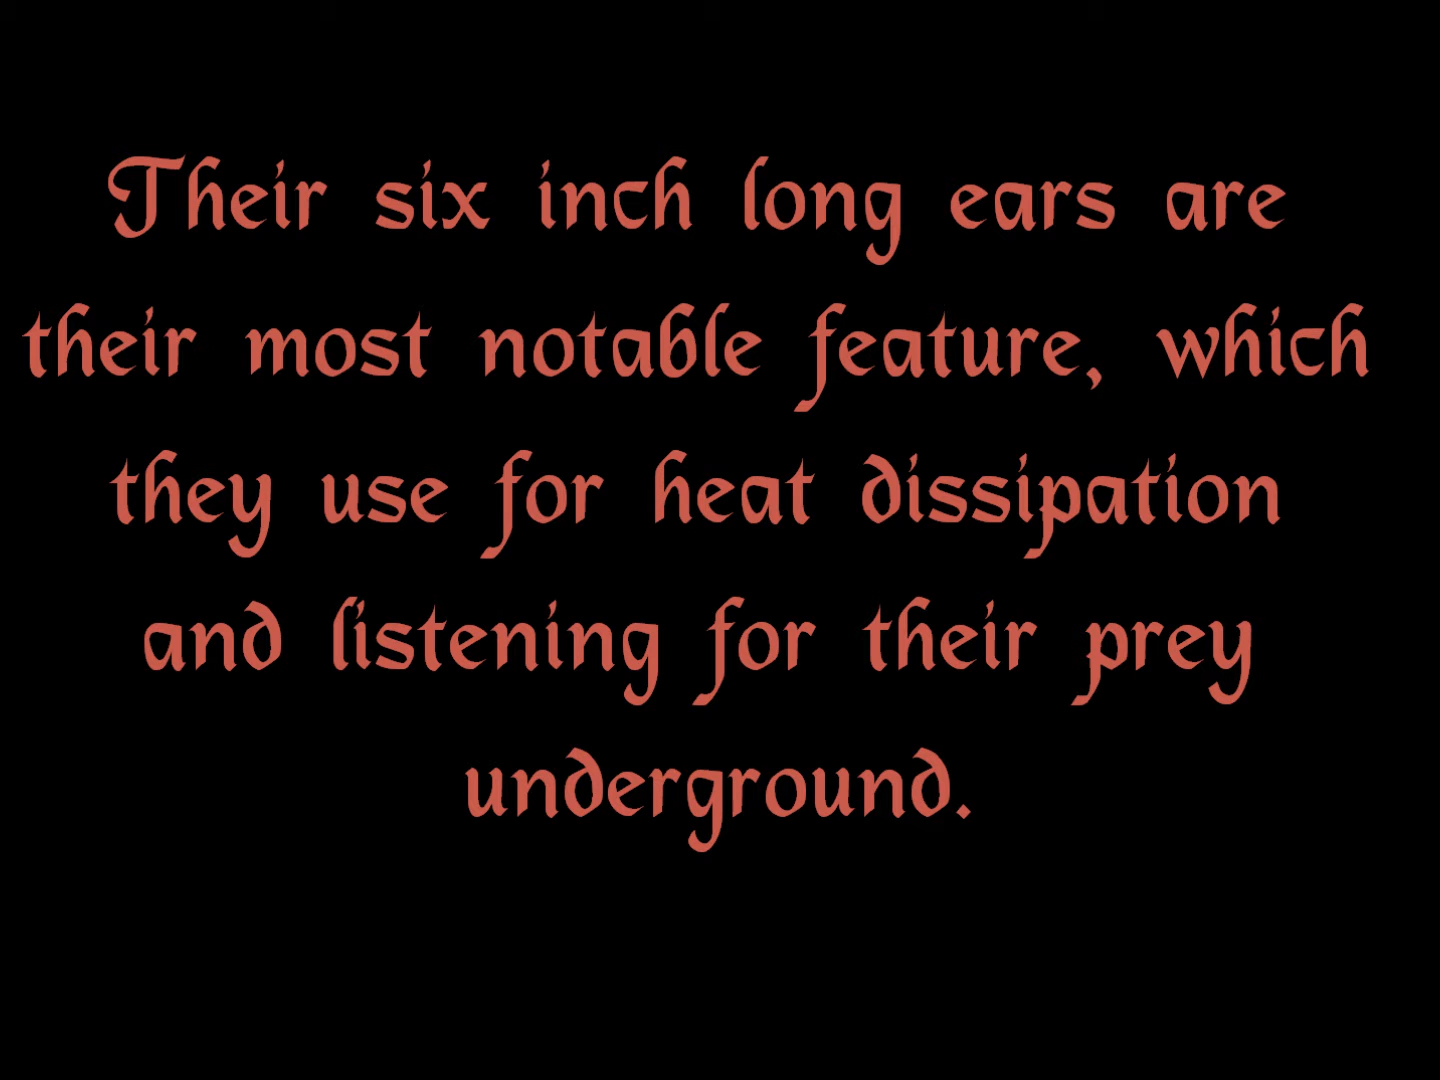 Their six inch long ears are
their most notable feature, which
they use for heat dissipation
and listening for their prey
underground.